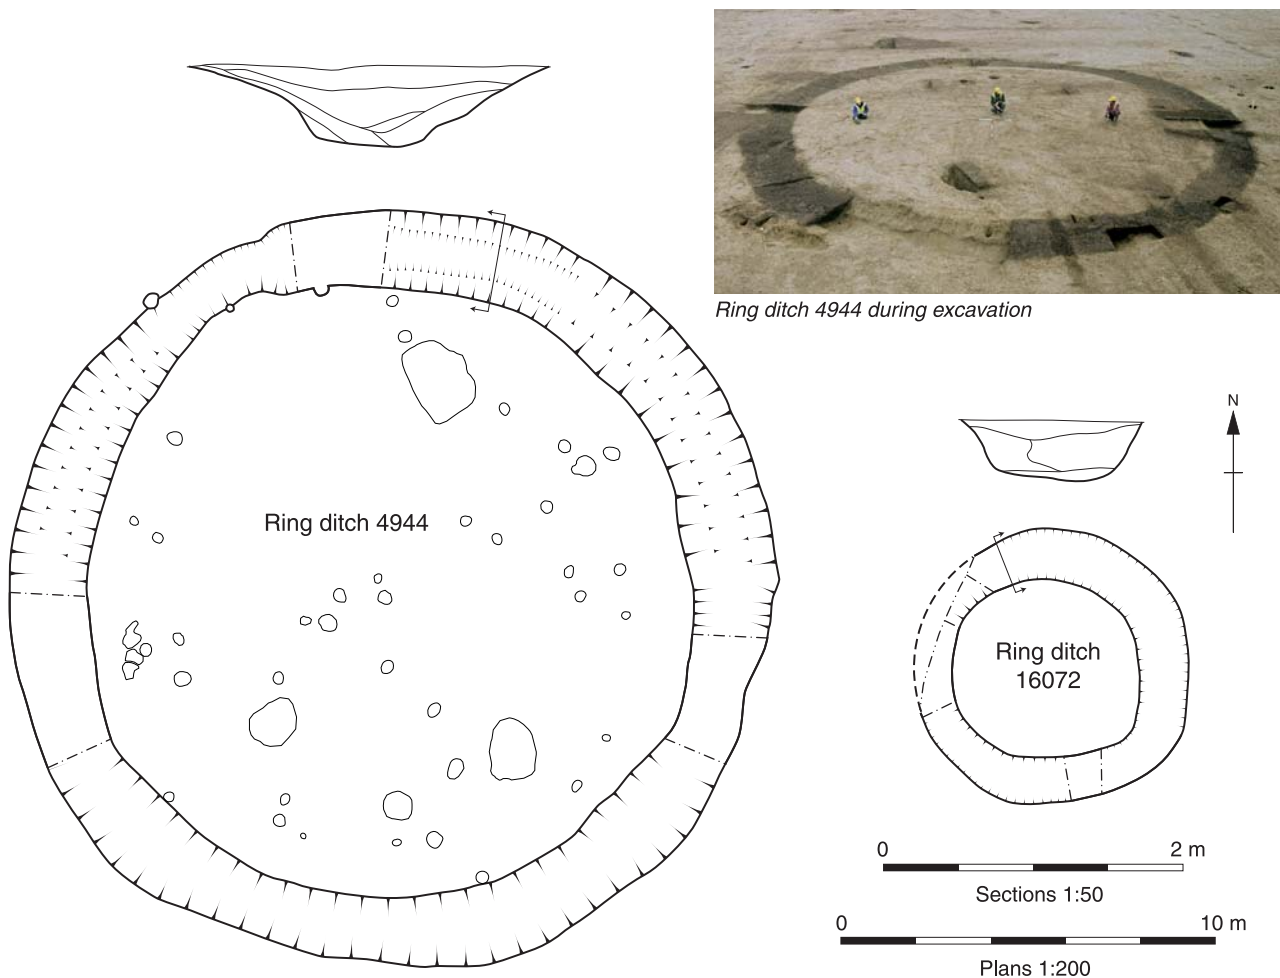 Ring ditch 4944 during excavation
N
Ring ditch 4944
Ring ditch
16072
0 2 m
Sections 1:50
0 10 m
Plans 1:200